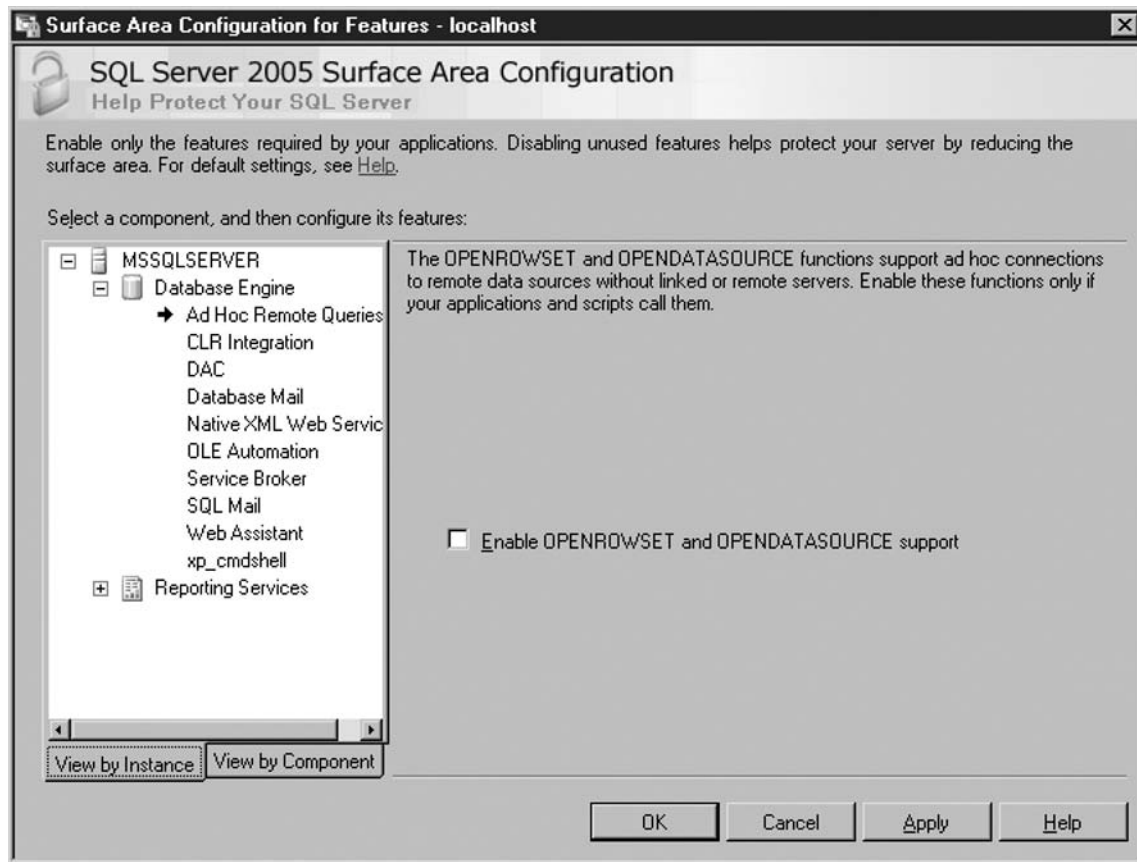 Surface Area Configuration for Features - localhost
SQL Server 2005 Surface Area Configuration
Help Protect Your SQL Server
Enable only the features required by your applications. Disabling unused features helps protect your server by reducing the
surface area. For default settings, see Help.
Select a component, and then configure its features:
MSSQLSERVER
Database Engine
Ad Hoc Remote Queries
CLR Integration
DAC
Database Mail
Native XML Web Servic
OLE Automation
Service Broker
SQL Mail
Web Assistant
xp_cmdshell
Reporting Services
View by Instance
View by Component
The OPENROWSET and OPENDATASOURCE functions support ad hoc connections
to remote data sources without linked or remote servers. Enable these functions only if
your applications and scripts call them.
Enable OPENROWSET and OPENDATASOURCE support
OK
Cancel
Apply
Help